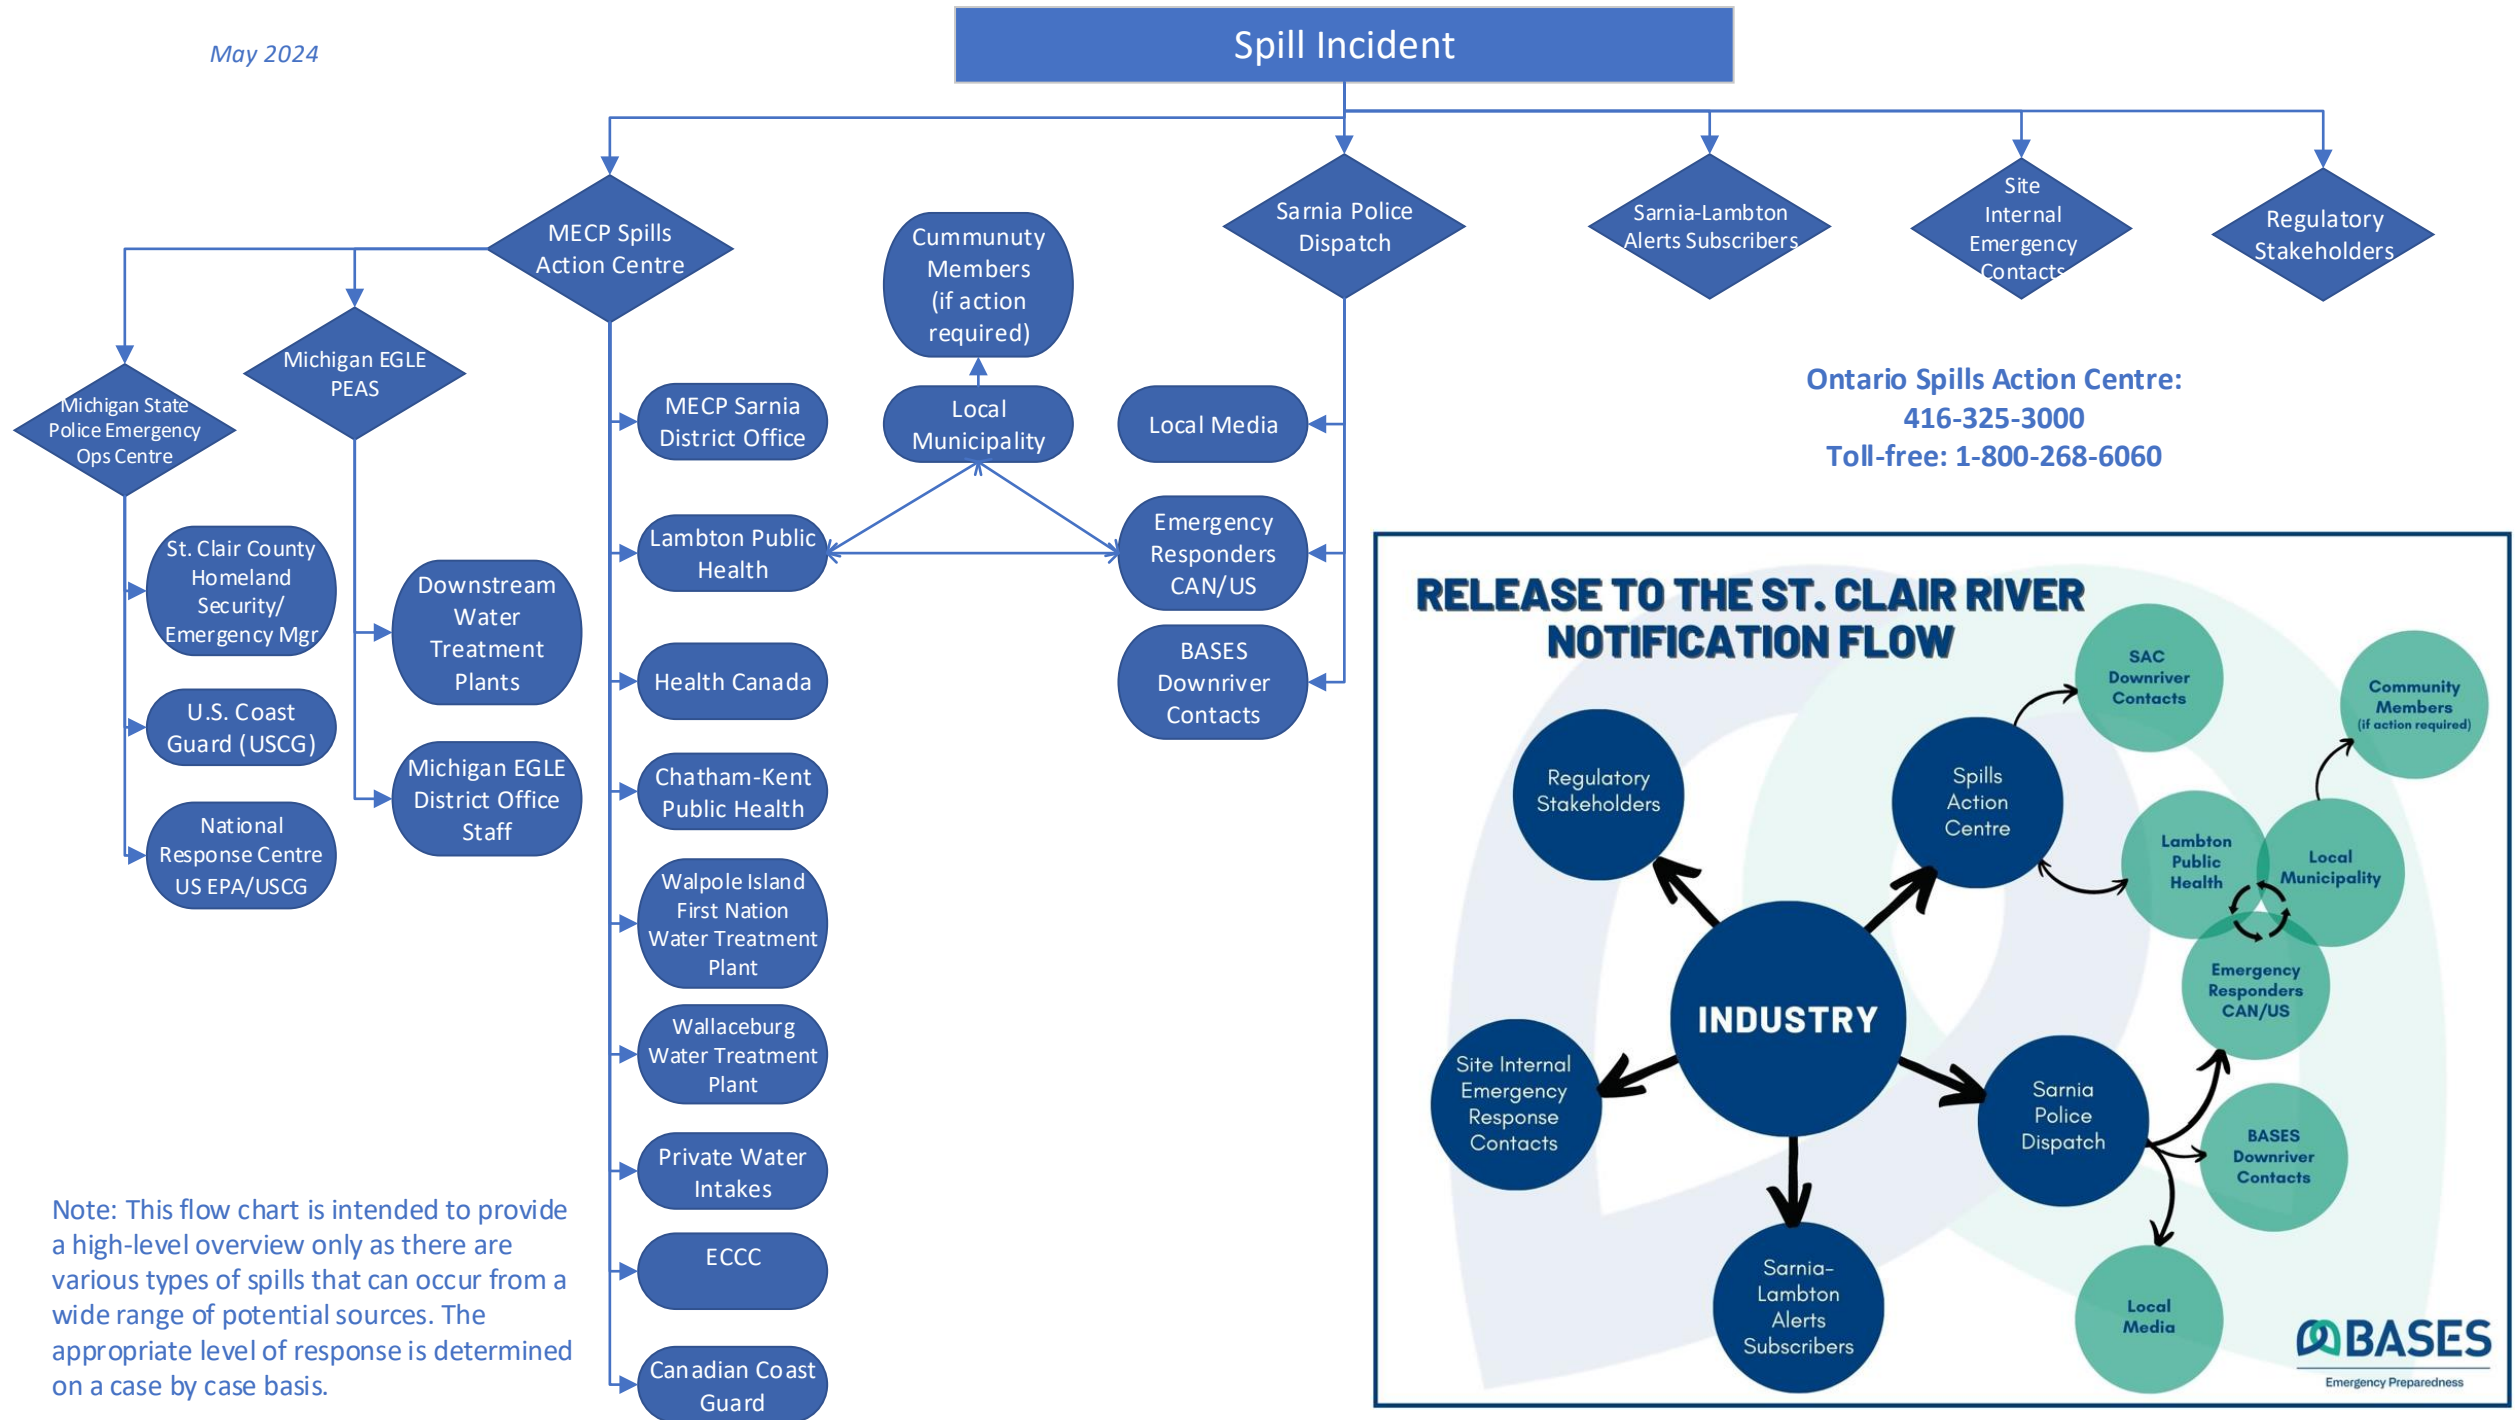 May 2024
Spill Incident
MECP Spills
Action Centre
Sarnia Police
Dispatch
Sarnia-Lambton
Alerts Subscribers
Site
Internal
Emergency
Contacts
Regulatory
Stakeholders
Cummunuty
Members
(if action
required)
Michigan EGLE
PEAS
Michigan State
Police Emergency
Ops Centre
MECP Sarnia
District Office
Local
Municipality
Local Media
Ontario Spills Action Centre:
416-325-3000
Toll-free: 1-800-268-6060
Lambton Public
Health
Emergency
Responders
CAN/US
St. Clair County
Homeland
Security/
Emergency Mgr
Downstream
Water
Treatment
Plants
Health Canada
BASES
Downriver
Contacts
U.S. Coast
Guard (USCG)
Michigan EGLE
District Office
Staff
Chatham-Kent
Public Health
National
Response Centre
US EPA/USCG
Walpole Island
First Nation
Water Treatment
Plant
Wallaceburg
Water Treatment
Plant
Private Water
Intakes
ECCC
Canadian Coast
Guard
Note: This flow chart is intended to provide
a high-level overview only as there are
various types of spills that can occur from a
wide range of potential sources. The
appropriate level of response is determined
on a case by case basis.
RELEASE TO THE ST. CLAIR RIVER
NOTIFICATION FLOW
SAC
Downriver
Contacts
Community
Members
(if action required)
Regulatory
Stakeholders
Spills
Action
Centre
Lambton
Public
Health
Local
Municipality
Emergency
Responders
CAN/US
INDUSTRY
Site Internal
Emergency
Response
Contacts
Sarnia
Police
Dispatch
BASES
Downriver
Contacts
Sarnia-
Lambton
Alerts
Subscribers
Local
Media
BASES
Emergency Preparedness